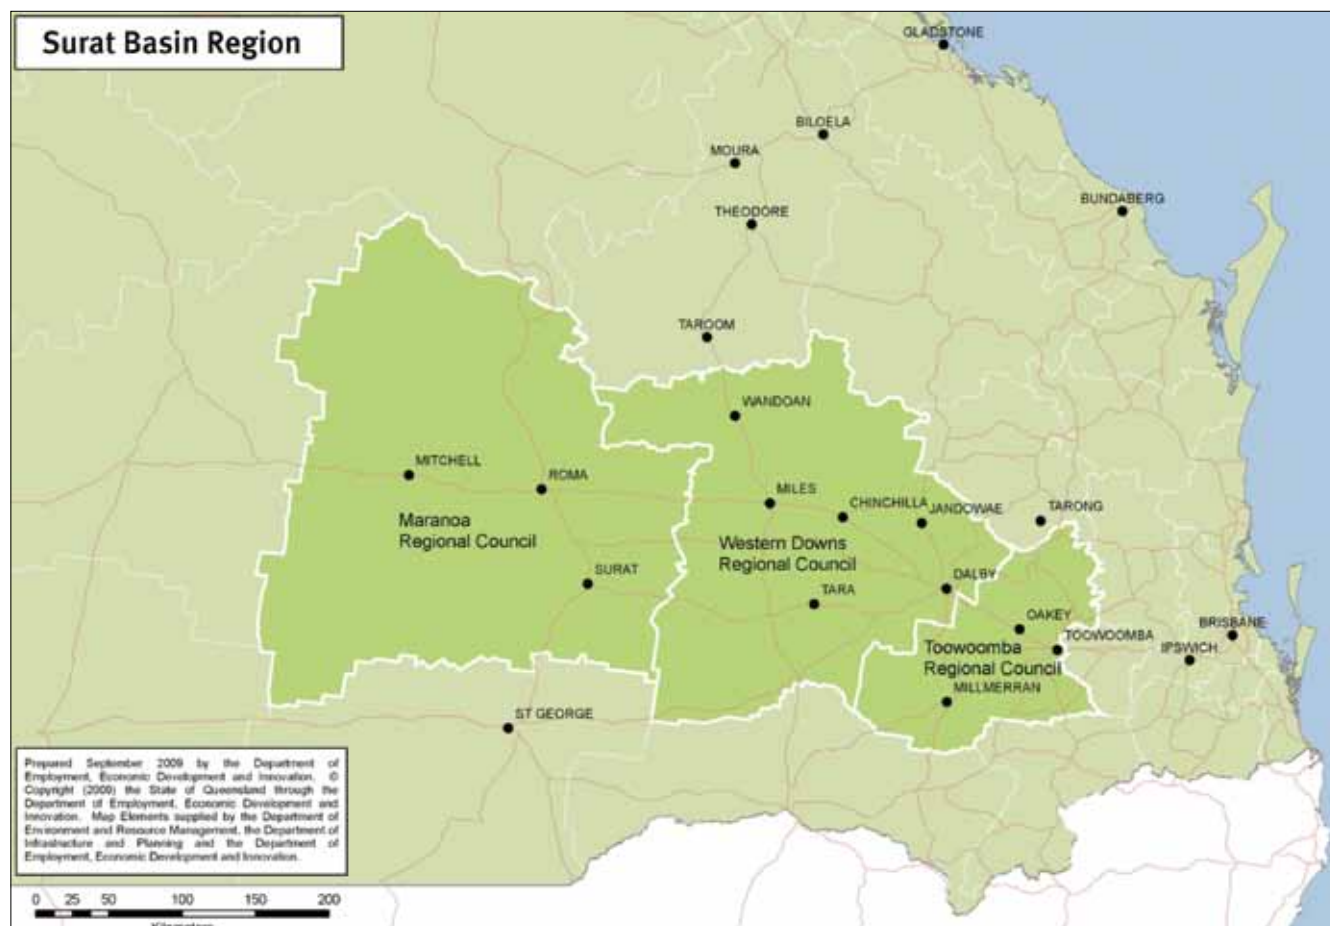 Surat Basin Region
GLADSTONE
BILOELA
MOURA
BUNDABERG
THEODORE
TAROOM
WANDOAN
MITCHELL
ROMA
MILES
CHINCHILLA
JANDOWAE
TARONG
Maranoa
Regional Council
Western Downs
Regional Council
SURAT
TARA
DALBY
OAKEY
BRISBANE
TOOWOOMBA
IPSWICH
Toowoomba
Regional Council
MILLMERRAN
ST GEORGE
Prepared September 2009 by the Department of
Employment, Economic Development and Innovation. ©
Copyright (2009) the State of Queensland through the
Department of Employment, Economic Development and
Innovation. Map Elements supplied by the Department of
Environment and Resource Management, the Department of
Infrastructure and Planning and the Department of
Employment, Economic Development and Innovation.
0 25 50 100 150 200